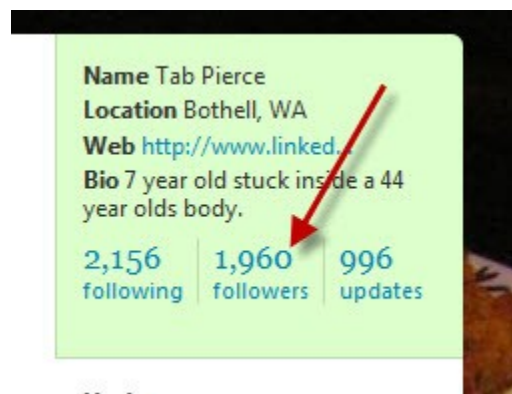 Name Tab Pierce
Location Bothell, WA
Web http://www.linked...
Bio 7 year old stuck inside a 44
year olds body.
2,156 1,960 996
following followers updates